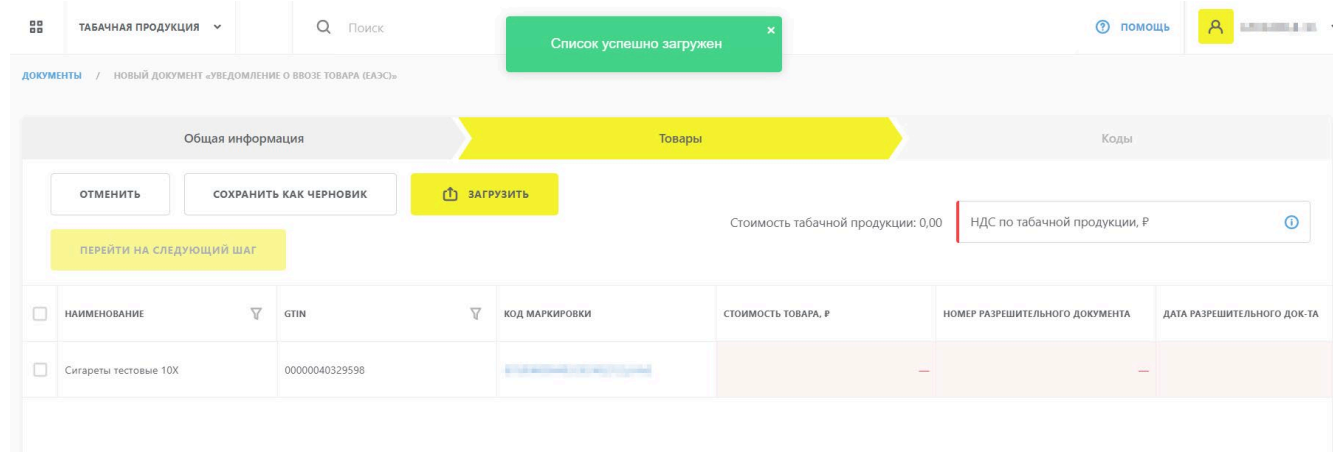 ТАБАЧНАЯ ПРОДУКЦИЯ
Поиск
Список успешно загружен
×
ПОМОЩЬ
ДОКУМЕНТЫ / НОВЫЙ ДОКУМЕНТ «УВЕДОМЛЕНИЕ О ВВОЗЕ ТОВАРА (ЕАЭС)»
Общая информация
Товары
Коды
ОТМЕНИТЬ
СОХРАНИТЬ КАК ЧЕРНОВИК
ЗАГРУЗИТЬ
Стоимость табачной продукции: 0,00
НДС по табачной продукции, ₽
ПЕРЕЙТИ НА СЛЕДУЮЩИЙ ШАГ
НАИМЕНОВАНИЕ
GTIN
КОД МАРКИРОВКИ
СТОИМОСТЬ ТОВАРА, ₽
НОМЕР РАЗРЕШИТЕЛЬНОГО ДОКУМЕНТА
ДАТА РАЗРЕШИТЕЛЬНОГО ДОК-ТА
Сигареты тестовые 10Х
00000040329598
—
—